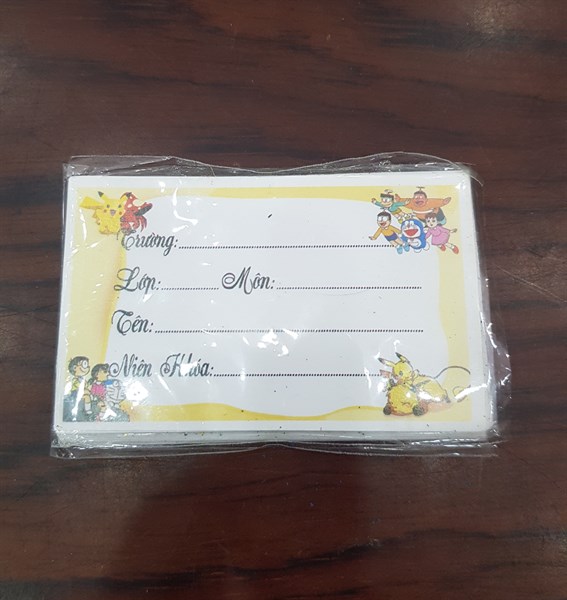 Trường:
Lớp: Môn:
Tên:
Niên Khóa: